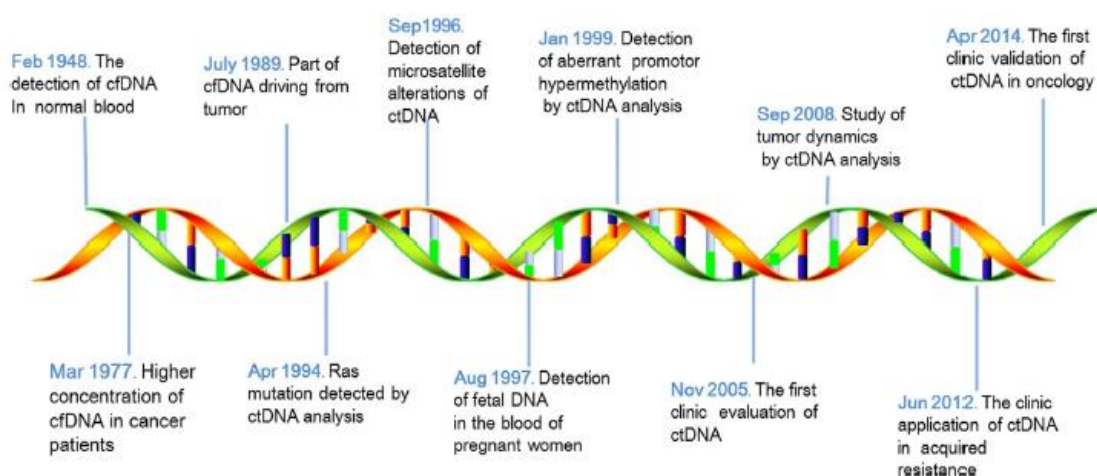 Feb 1948. The
detection of cfDNA
In normal blood
July 1989. Part of
cfDNA driving from
tumor
Sep1996.
Detection of
microsatellite
alterations of
ctDNA
Jan 1999. Detection
of aberrant promotor
hypermethylation
by ctDNA analysis
Sep 2008. Study of
tumor dynamics
by ctDNA analysis
Apr 2014. The first
clinic validation of
ctDNA in oncology
Mar 1977. Higher
concentration of
cfDNA in cancer
patients
Apr 1994. Ras
mutation detected by
ctDNA analysis
Aug 1997. Detection
of fetal DNA
in the blood of
pregnant women
Nov 2005. The first
clinic evaluation of
ctDNA
Jun 2012. The clinic
application of ctDNA
in acquired
resistance